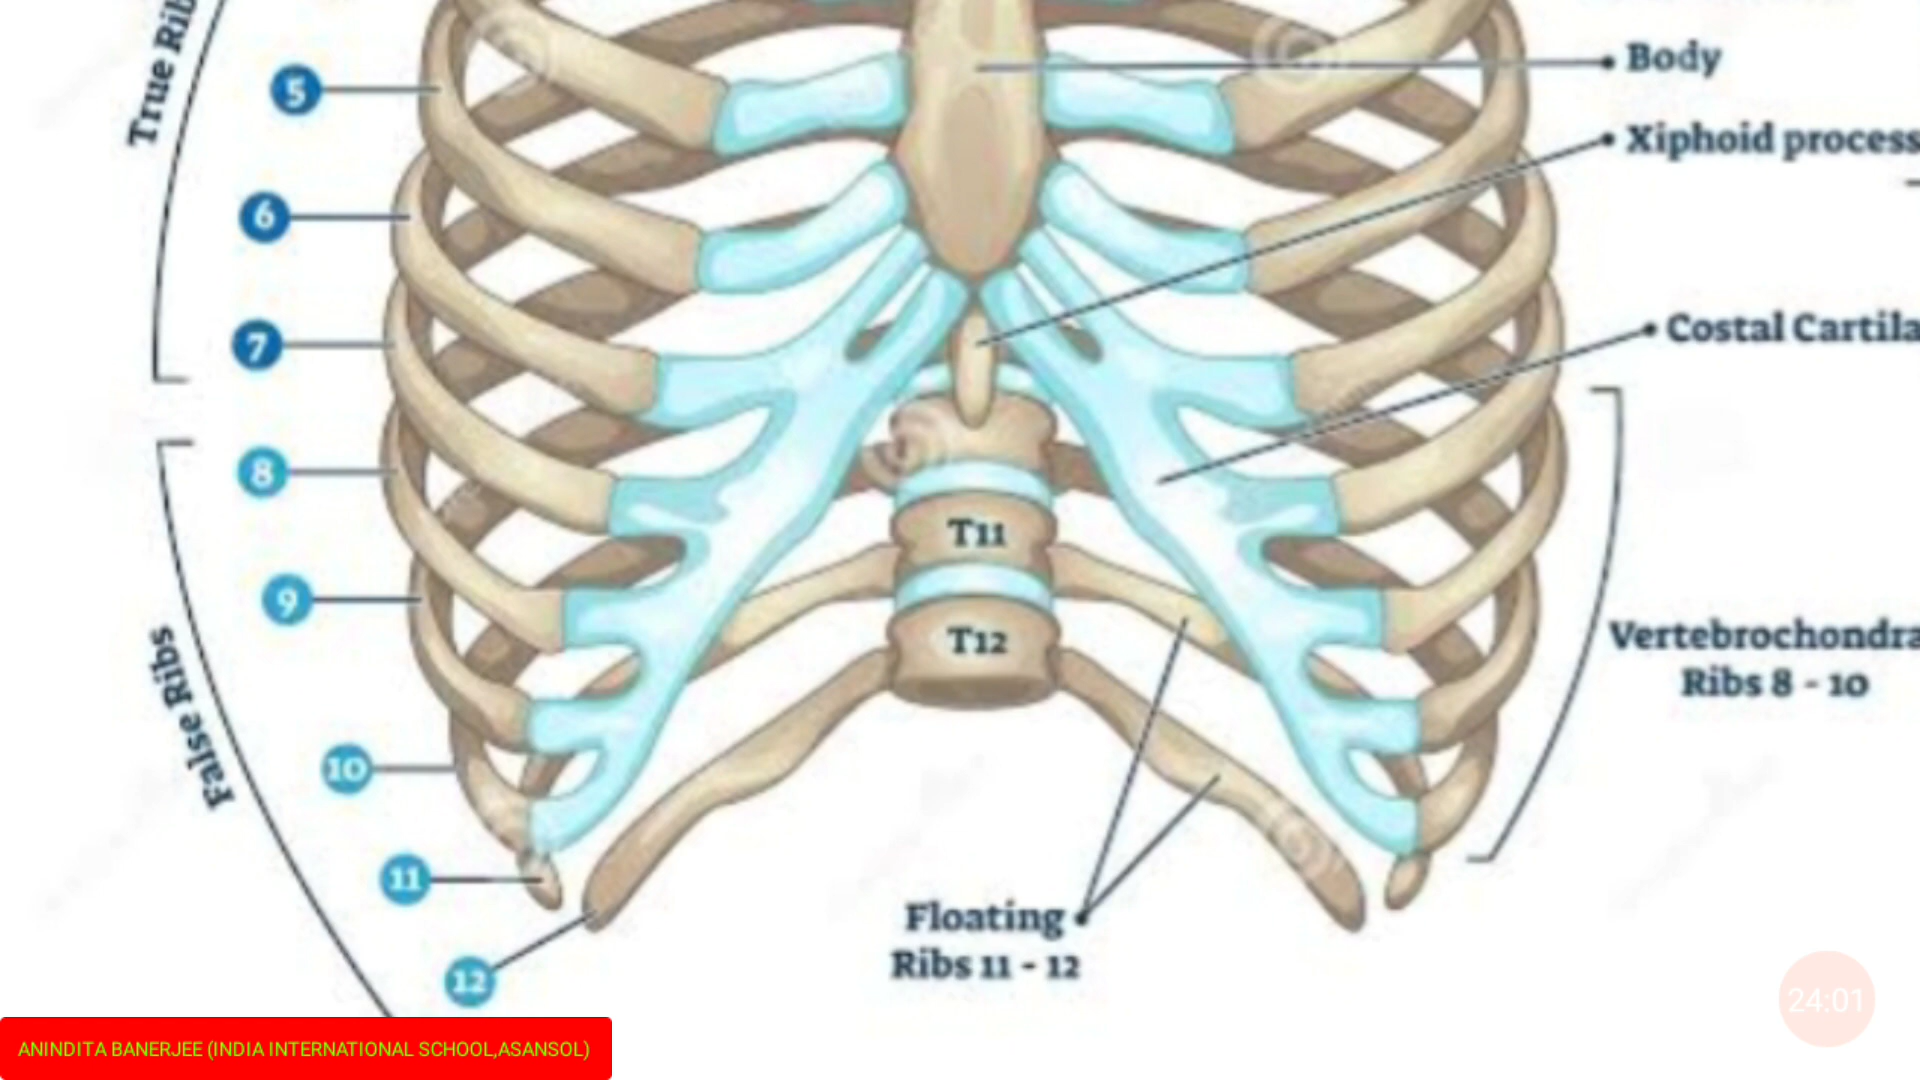 True Rib
5
6
7
8
9
10
11
12
False Ribs
Body
Xiphoid process
Costal Cartila
T11
T12
Vertebrochondra
Ribs 8 - 10
Floating
Ribs 11 - 12
24:01
ANINDITA BANERJEE (INDIA INTERNATIONAL SCHOOL,ASANSOL)